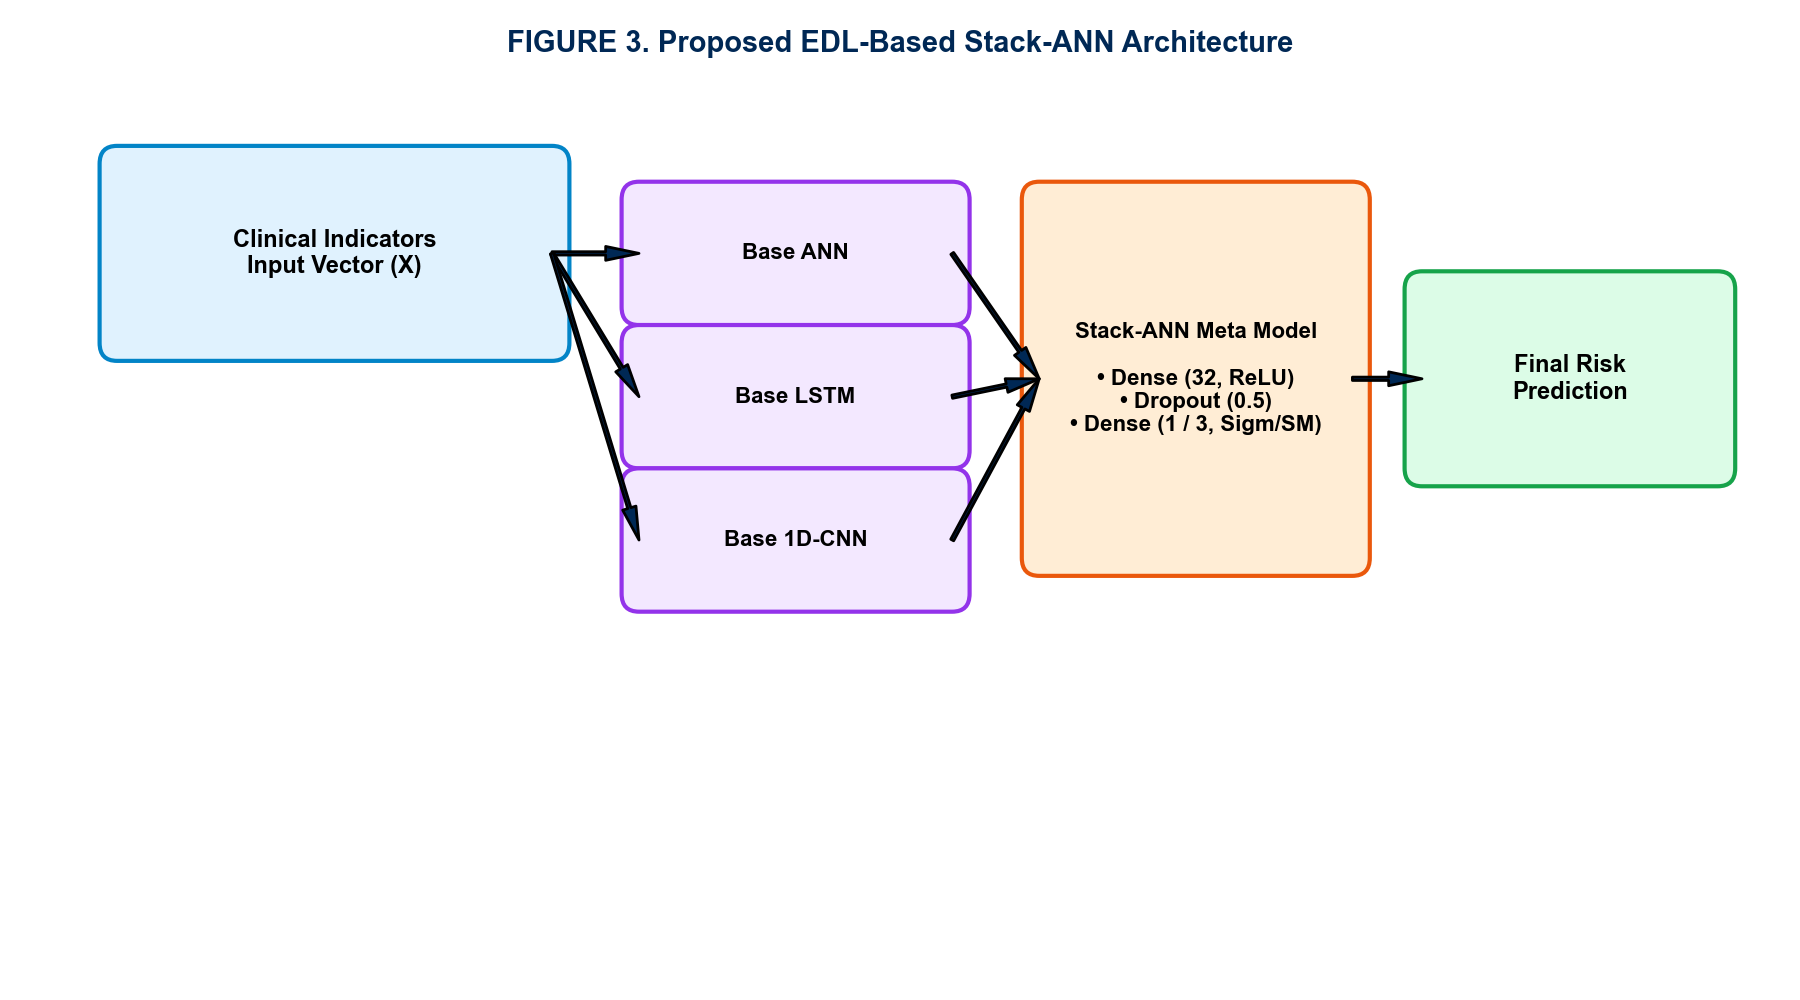 FIGURE 3. Proposed EDL-Based Stack-ANN Architecture
Clinical Indicators
Input Vector (X)
Base ANN
Base LSTM
Base 1D-CNN
Stack-ANN Meta Model
• Dense (32, ReLU)
• Dropout (0.5)
• Dense (1 / 3, Sigm/SM)
Final Risk
Prediction